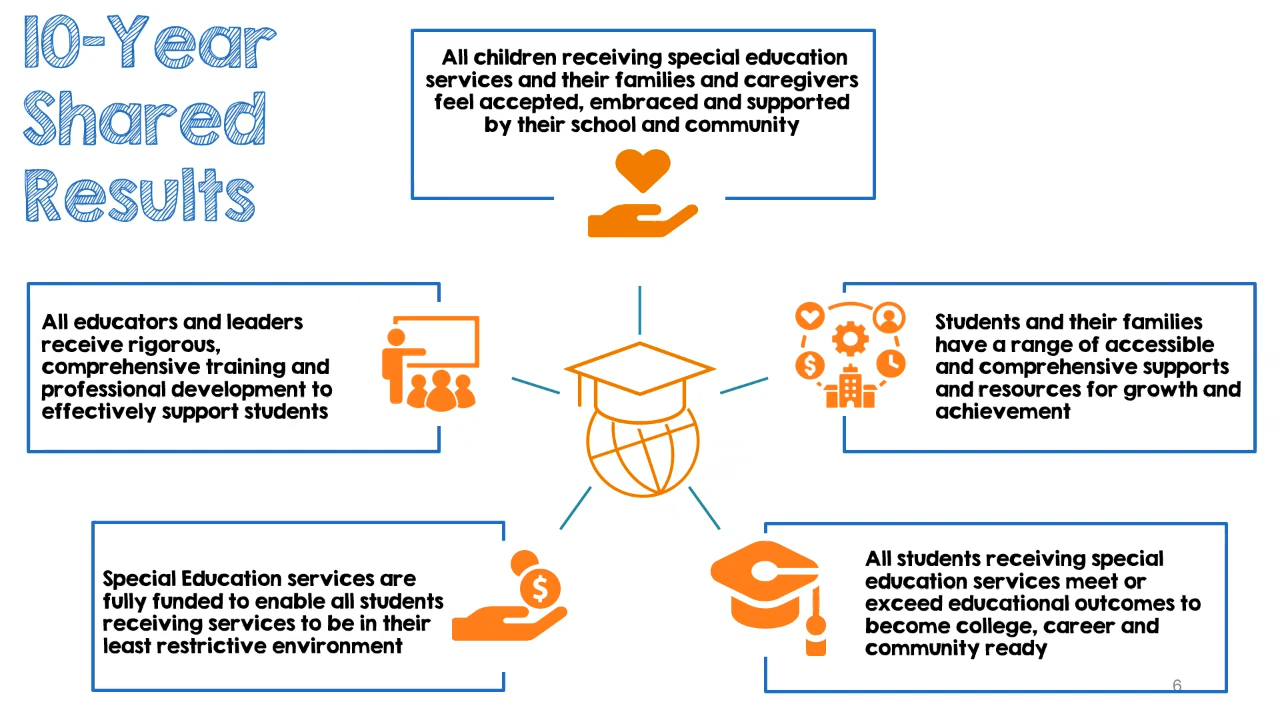 10-Year
Shared
Results
All children receiving special education
services and their families and caregivers
feel accepted, embraced and supported
by their school and community
All educators and leaders
receive rigorous,
comprehensive training and
professional development to
effectively support students
Students and their families
have a range of accessible
and comprehensive supports
and resources for growth and
achievement
Special Education services are
fully funded to enable all students
receiving services to be in their
least restrictive environment
$
$
All students receiving special
education services meet or
exceed educational outcomes to
become college, career and
community ready
6